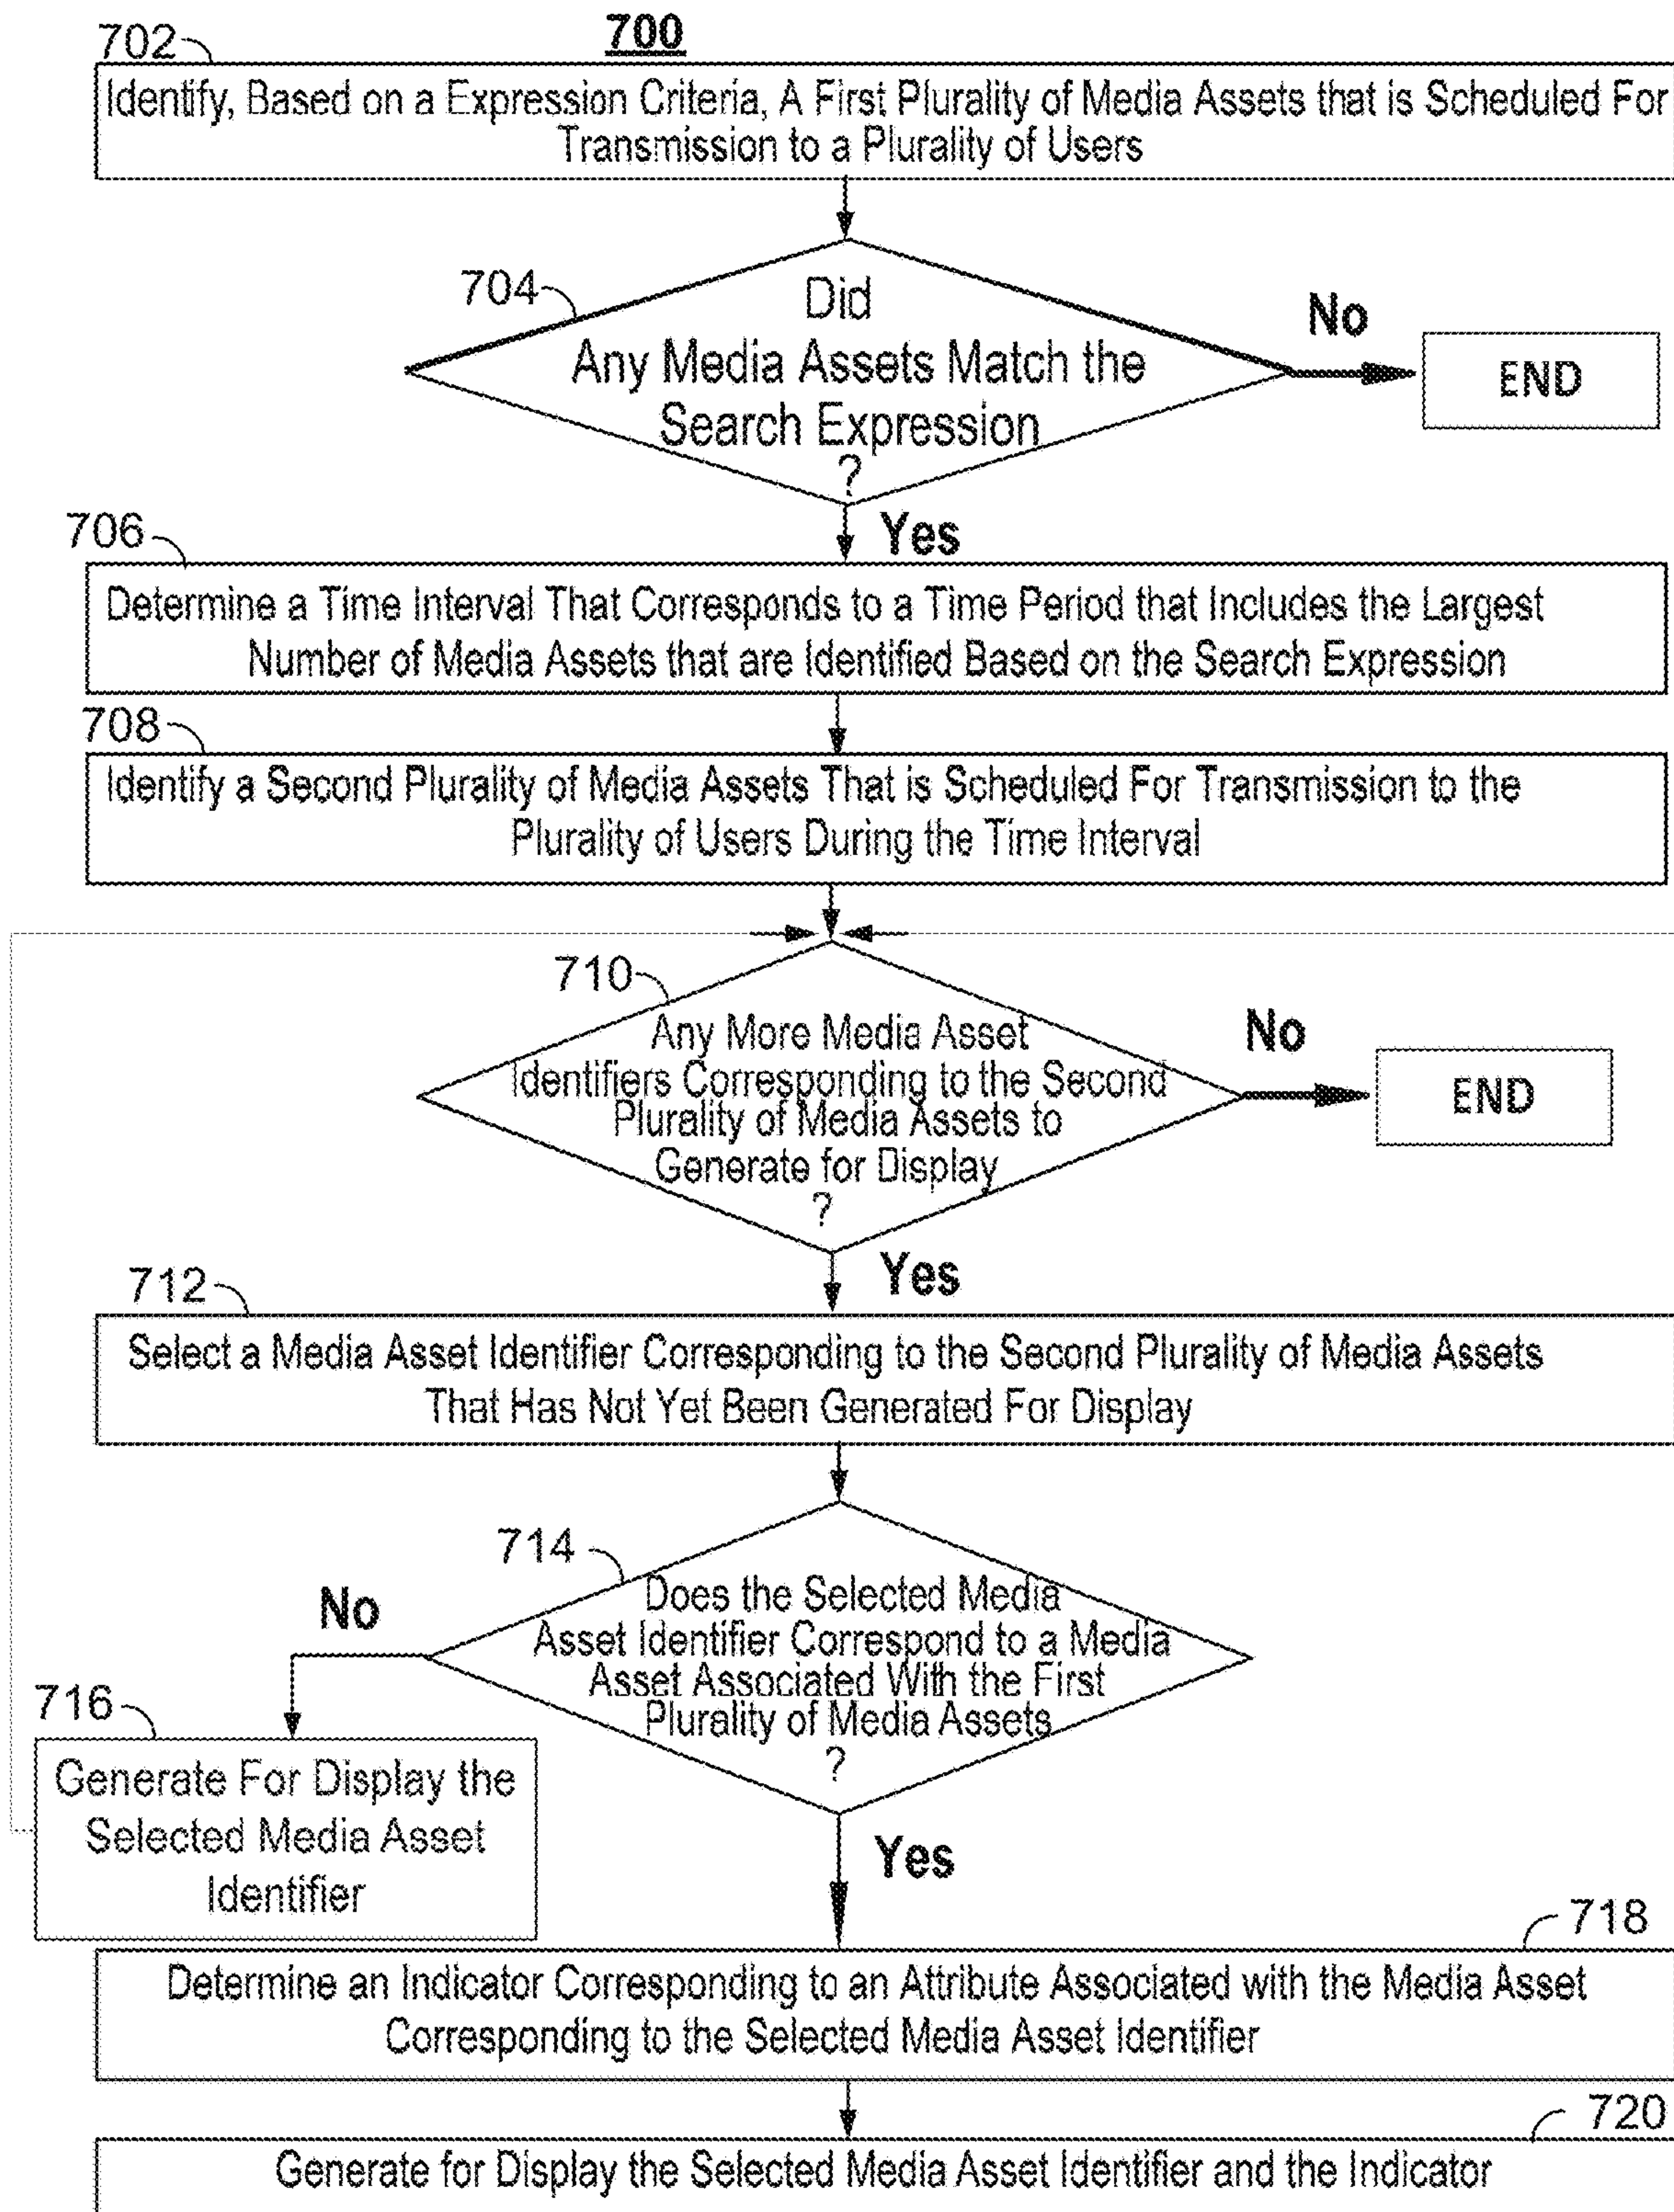 700
702
Identify, Based on a Expression Criteria, A First Plurality of Media Assets that is Scheduled For
Transmission to a Plurality of Users
704
Did
Any Media Assets Match the
Search Expression
?
No
END
Yes
706
Determine a Time Interval That Corresponds to a Time Period that Includes the Largest
Number of Media Assets that are Identified Based on the Search Expression
708
Identify a Second Plurality of Media Assets That is Scheduled For Transmission to the
Plurality of Users During the Time Interval
710
Any More Media Asset
Identifiers Corresponding to the Second
Plurality of Media Assets to
Generate for Display
?
No
END
Yes
712
Select a Media Asset Identifier Corresponding to the Second Plurality of Media Assets
That Has Not Yet Been Generated For Display
714
Does the Selected Media
Asset Identifier Correspond to a Media
Asset Associated With the First
Plurality of Media Assets
?
No
716
Generate For Display the
Selected Media Asset
Identifier
Yes
718
Determine an Indicator Corresponding to an Attribute Associated with the Media Asset
Corresponding to the Selected Media Asset Identifier
720
Generate for Display the Selected Media Asset Identifier and the Indicator